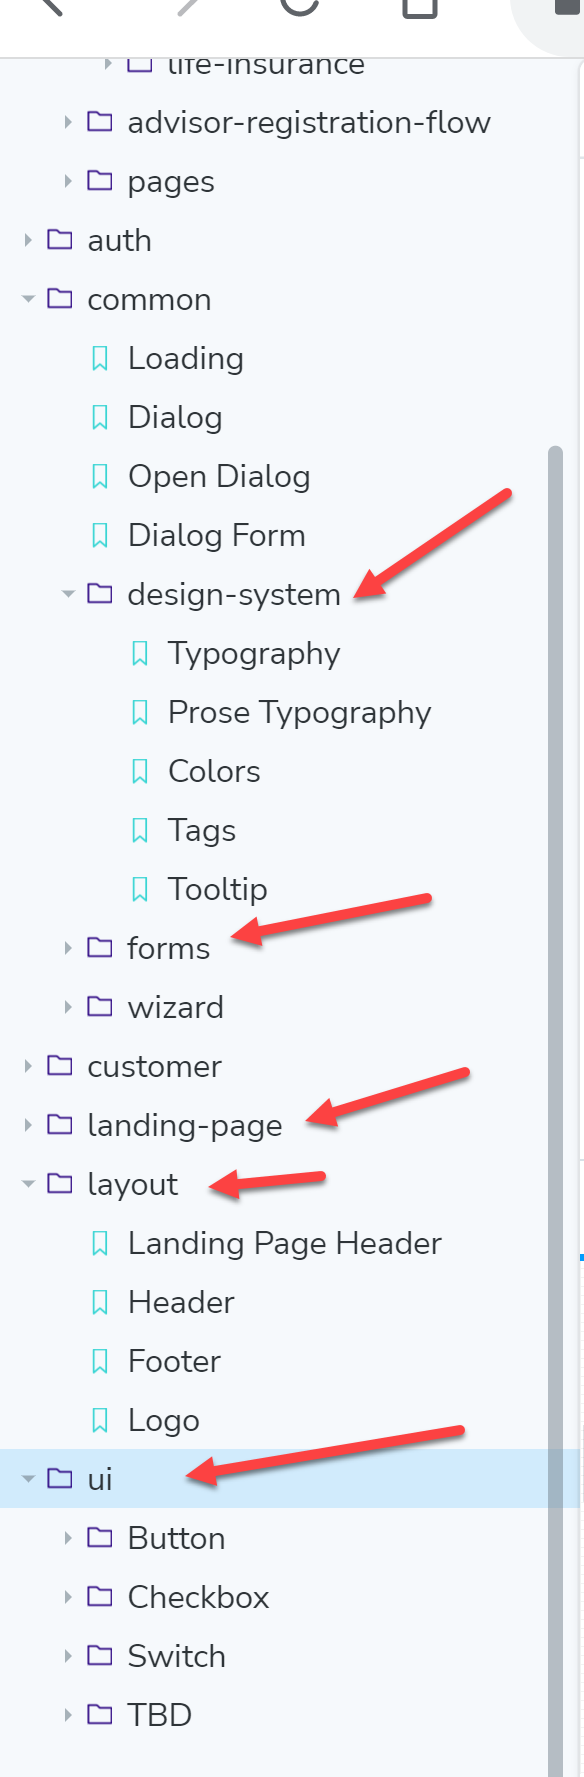 life-insurance
advisor-registration-flow
pages
auth
common
Loading
Dialog
Open Dialog
Dialog Form
design-system
Typography
Prose Typography
Colors
Tags
Tooltip
forms
wizard
customer
landing-page
layout
Landing Page Header
Header
Footer
Logo
ui
Button
Checkbox
Switch
TBD